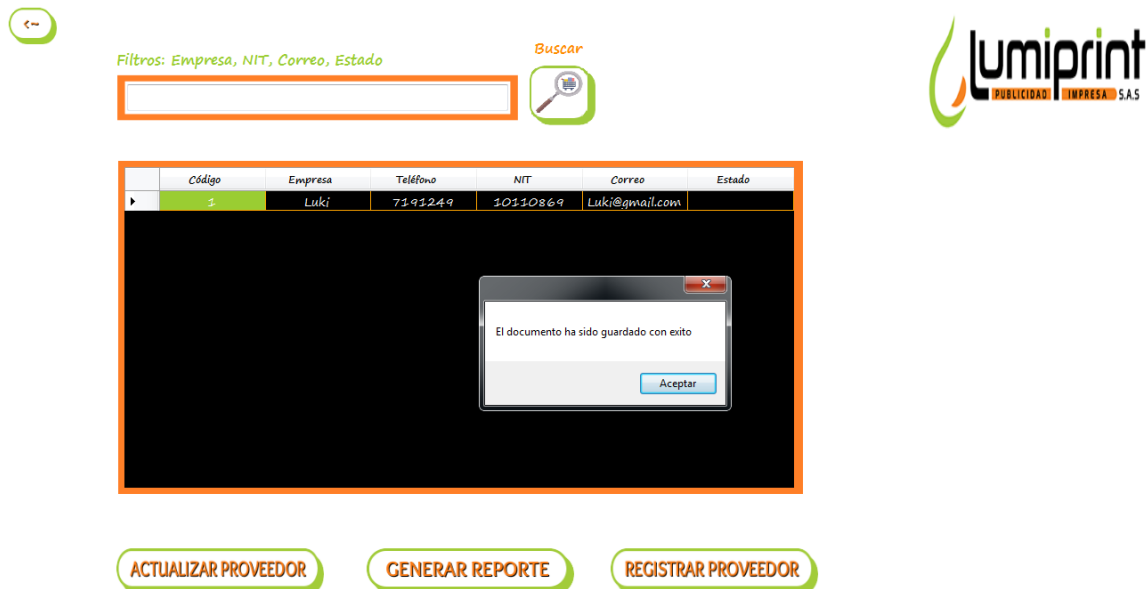 Buscar
Filtros: Empresa, NIT, Correo, Estado
lumiprint
PUBLICIDAD IMPRESA S.A.S
Código Empresa Teléfono NIT Correo Estado
1 Luki 7191249 10110869 Luki@gmail.com
El documento ha sido guardado con exito
Aceptar
ACTUALIZAR PROVEEDOR GENERAR REPORTE REGISTRAR PROVEEDOR